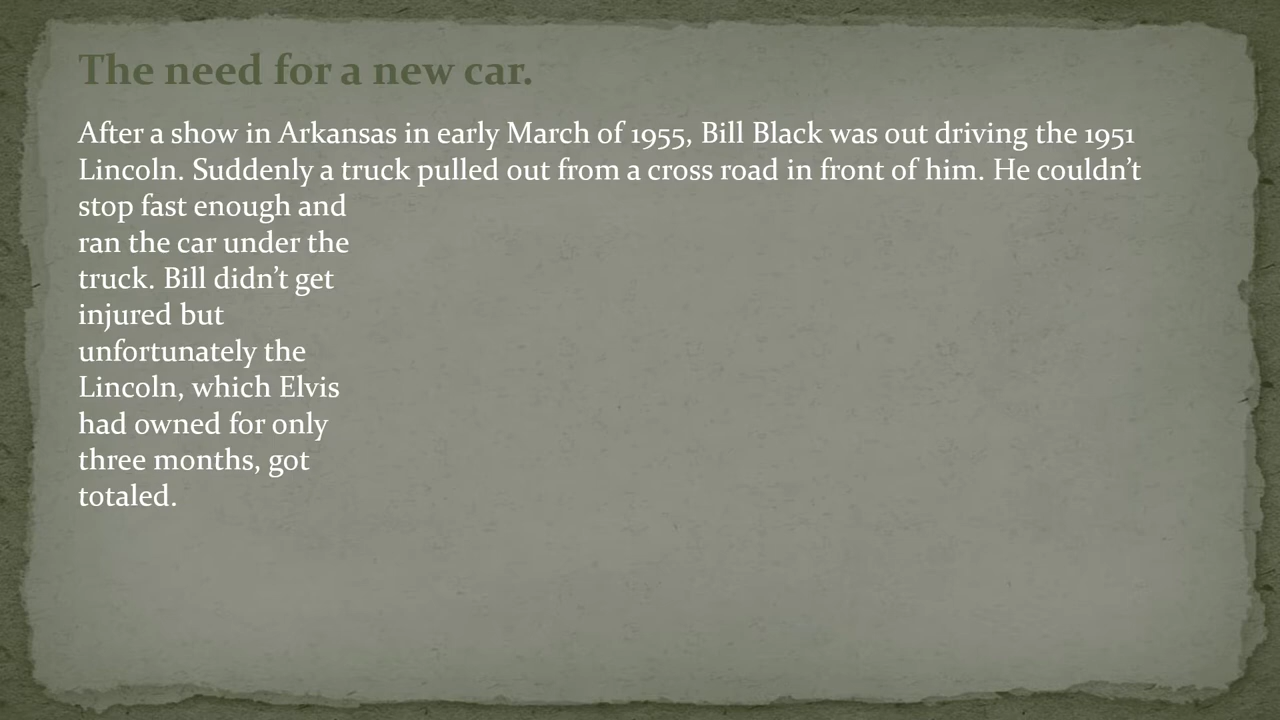 The need for a new car.
After a show in Arkansas in early March of 1955, Bill Black was out driving the 1951
Lincoln. Suddenly a truck pulled out from a cross road in front of him. He couldn’t
stop fast enough and
ran the car under the
truck. Bill didn’t get
injured but
unfortunately the
Lincoln, which Elvis
had owned for only
three months, got
totaled.